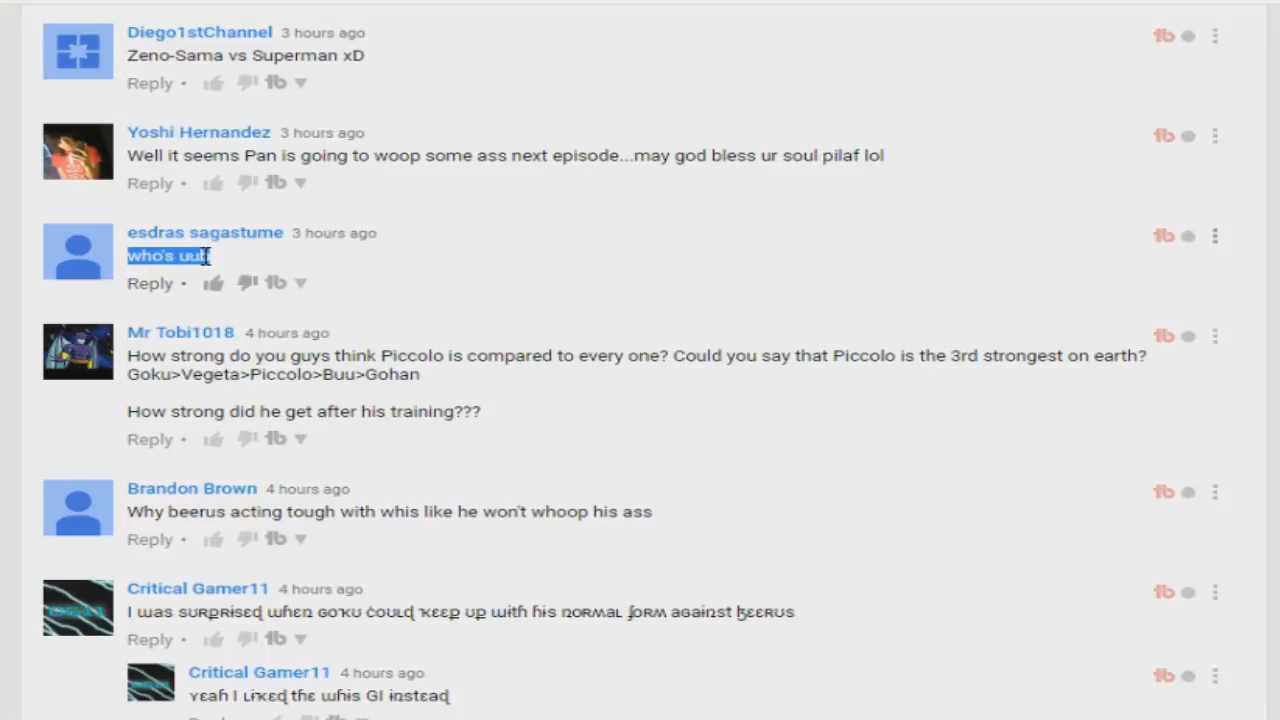 Diego1stChannel 3 hours ago
Zeno-Sama vs Superman xD
Reply •
Yoshi Hernandez 3 hours ago
Well it seems Pan is going to woop some ass next episode...may god bless ur soul pilaf lol
Reply •
esdras sagastume 3 hours ago
who's uub
Reply •
Mr Tobi1018 4 hours ago
How strong do you guys think Piccolo is compared to every one? Could you say that Piccolo is the 3rd strongest on earth?
Goku>Vegeta>Piccolo>Buu>Gohan
How strong did he get after his training???
Reply •
Brandon Brown 4 hours ago
Why beerus acting tough with whis like he won't whoop his ass
Reply •
Critical Gamer11 4 hours ago
I was surprised when goku could keep up with his normal form against beerus
Reply •
Critical Gamer11 4 hours ago
Yeah I liked the whis GI instead